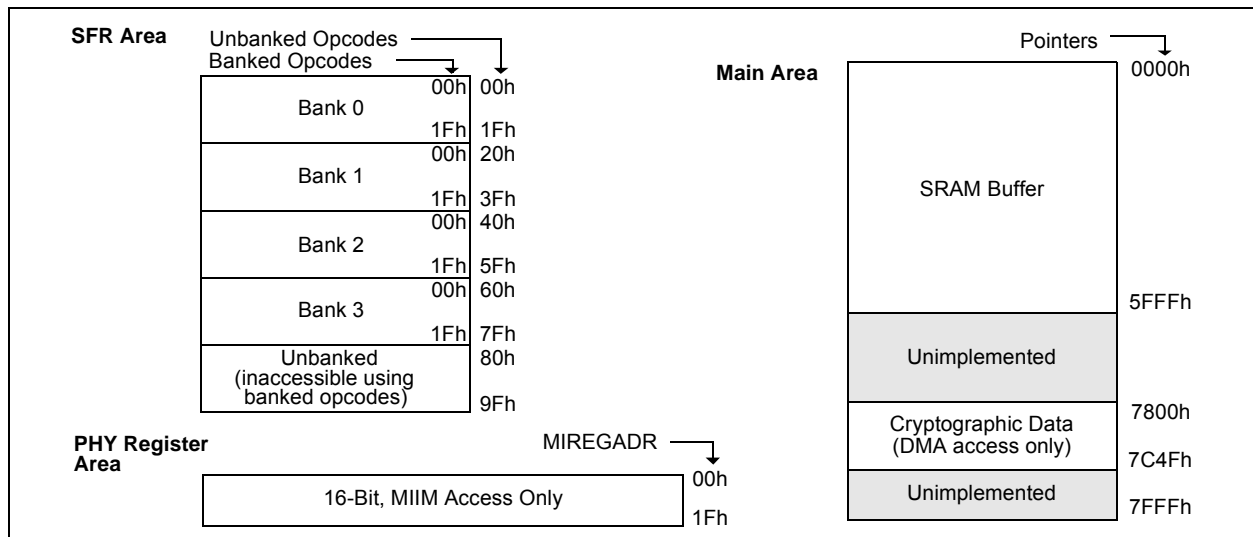 SFR Area
Unbanked Opcodes
Banked Opcodes
00h 00h
Bank 0
1Fh 1Fh
00h 20h
Bank 1
1Fh 3Fh
00h 40h
Bank 2
1Fh 5Fh
00h 60h
Bank 3
1Fh 7Fh
Unbanked 80h
(inaccessible using
banked opcodes)
9Fh
PHY Register
Area
MIREGADR
00h
16-Bit, MIIM Access Only
1Fh
Pointers
Main Area
0000h
SRAM Buffer
5FFFh
Unimplemented
7800h
Cryptographic Data
(DMA access only)
7C4Fh
Unimplemented
7FFFh